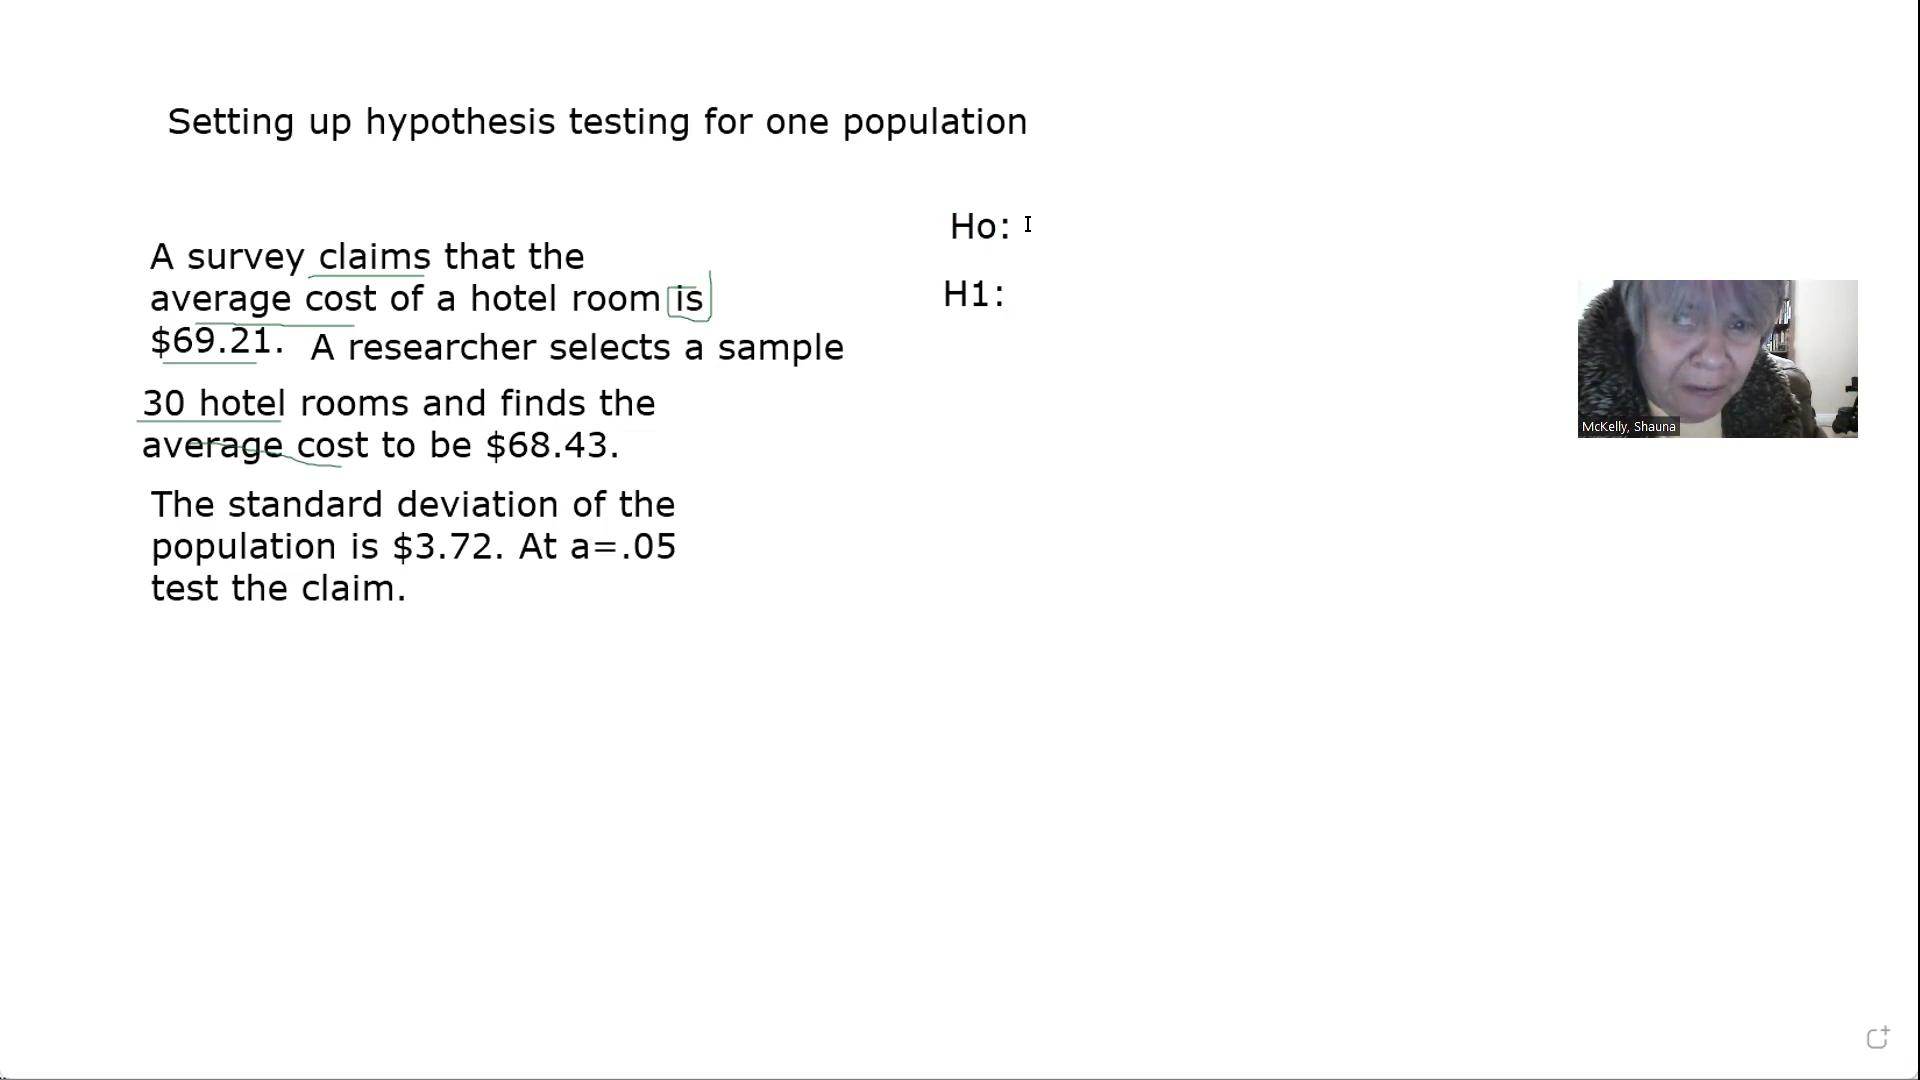 Setting up hypothesis testing for one population
A survey claims that the
average cost of a hotel room is
$69.21. A researcher selects a sample
30 hotel rooms and finds the
average cost to be $68.43.
The standard deviation of the
population is $3.72. At a=.05
test the claim.
Ho:
H1:
McKelly, Shauna